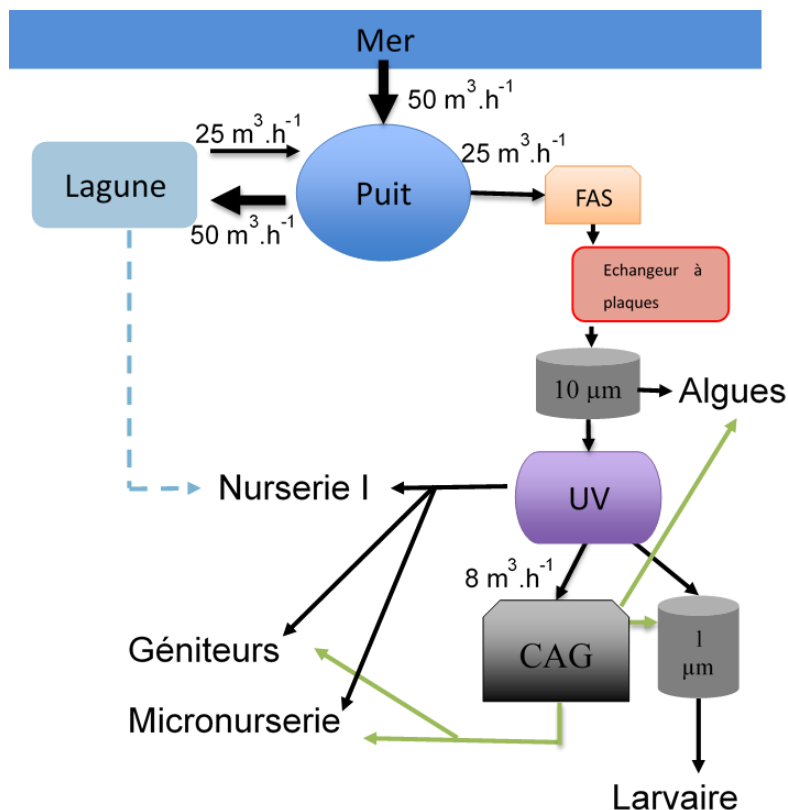 Mer
50 m³.h⁻¹
25 m³.h⁻¹
25 m³.h⁻¹
Lagune
Puit
FAS
50 m³.h⁻¹
Echangeur à
plaques
10 µm
Algues
Nurserie I
UV
8 m³.h⁻¹
Géniteurs
CAG
1
µm
Micronurserie
Larvaire